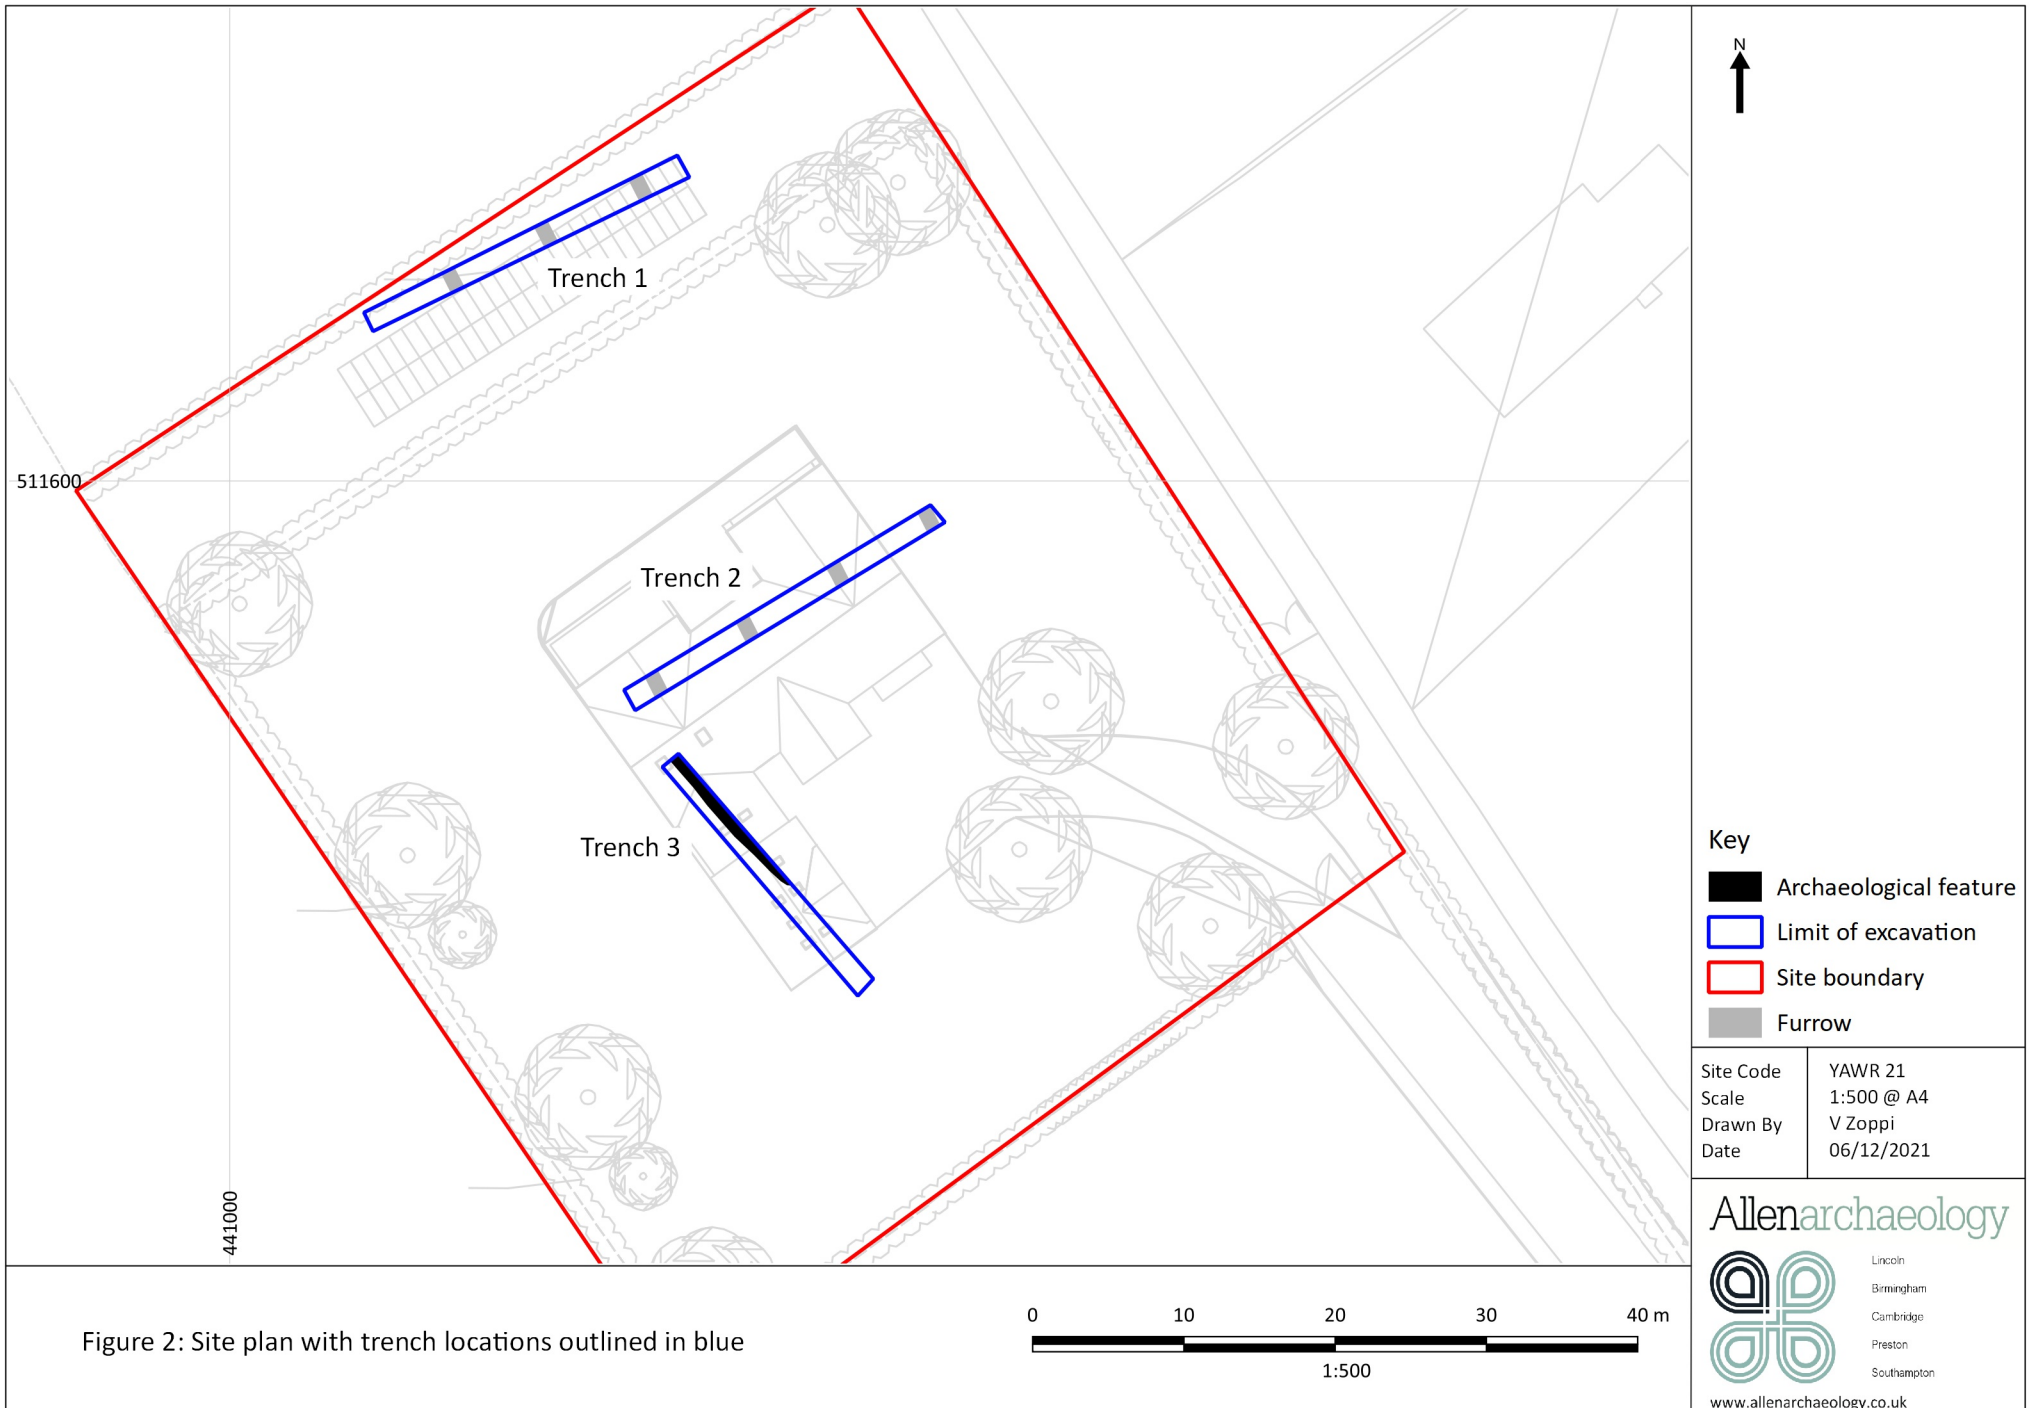 N
Trench 1
511600
Trench 2
Trench 3
441000
Key
Archaeological feature
Limit of excavation
Site boundary
Furrow
Site Code YAWR 21
Scale 1:500 @ A4
Drawn By V Zoppi
Date 06/12/2021
Allenarchaeology
Lincoln
Birmingham
Cambridge
Preston
Southampton
www.allenarchaeology.co.uk
Figure 2: Site plan with trench locations outlined in blue
0 10 20 30 40 m
1:500